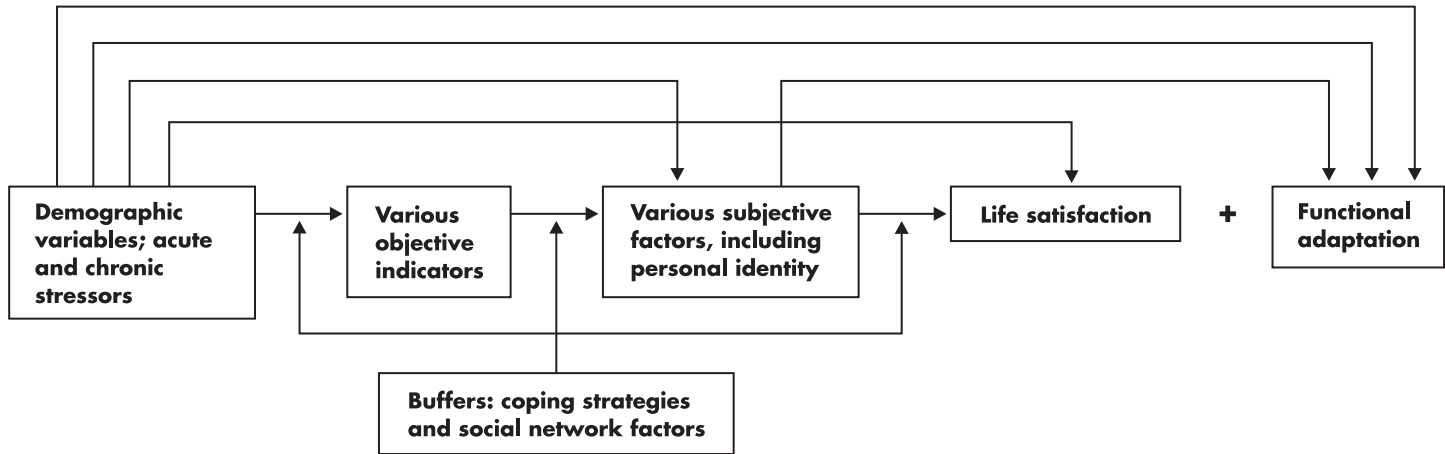 Demographic
variables; acute
and chronic
stressors
Various
objective
indicators
Various subjective
factors, including
personal identity
Life satisfaction
+
Functional
adaptation
Buffers: coping strategies
and social network factors